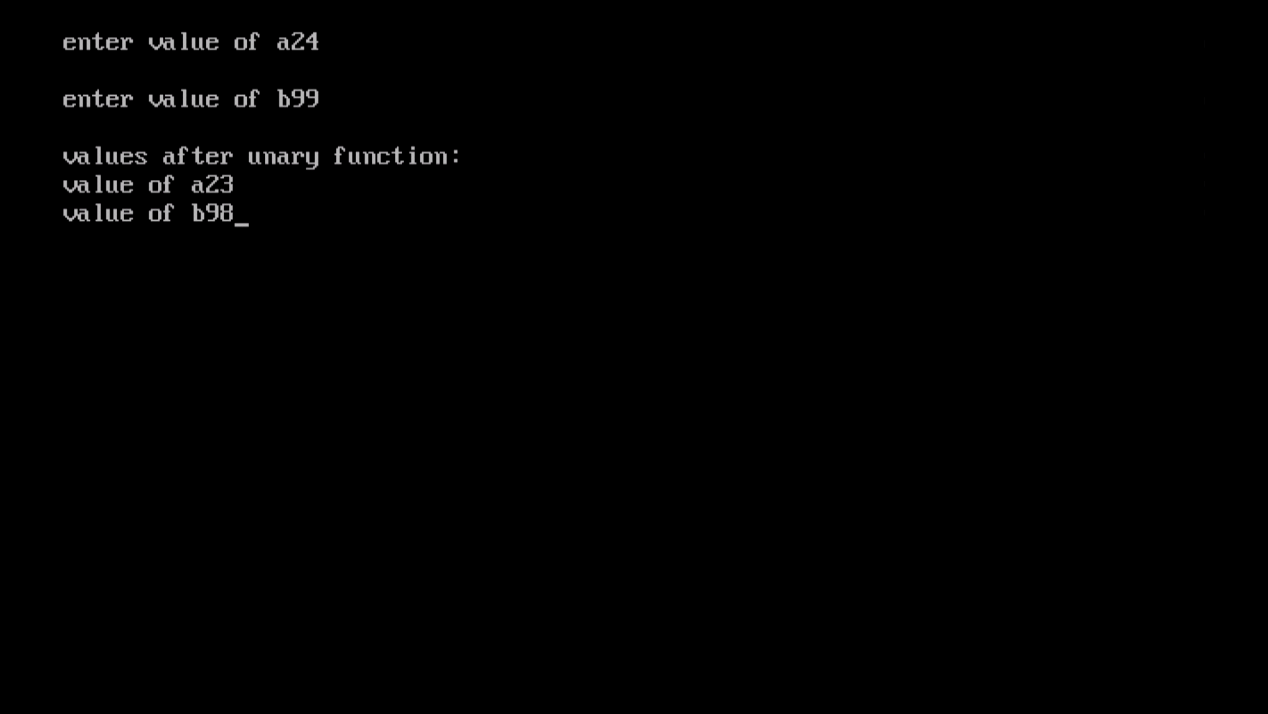 enter value of a24
enter value of b99
values after unary function:
value of a23
value of b98_